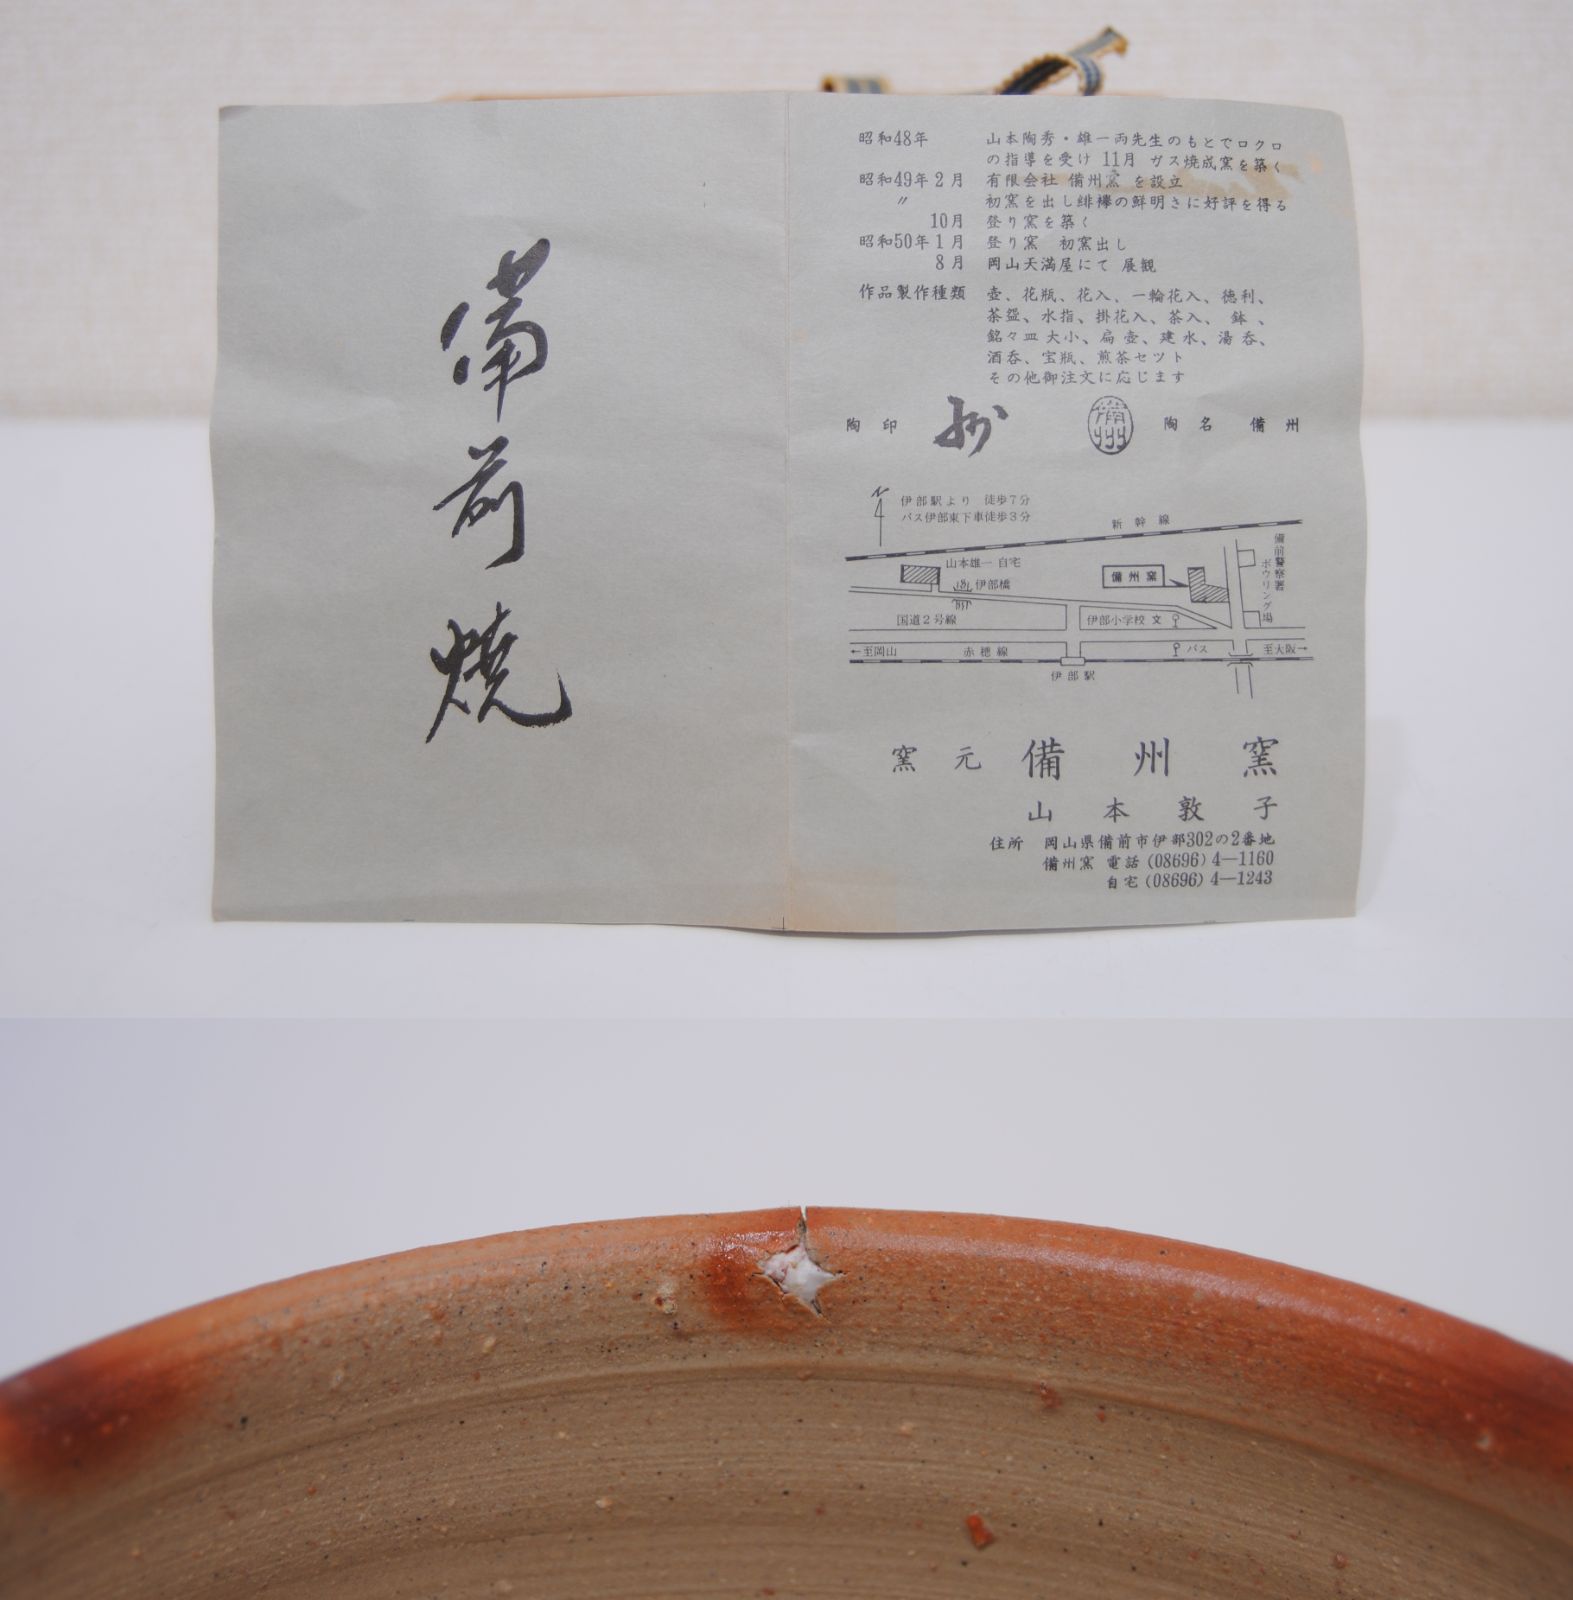 備前焼
昭和48年 山本陶秀・雄一両先生のもとでロクロ
の指導を受け 11月 ガス焼成窯を築く
昭和49年2月 有限会社 備州窯 を設立
〃 初窯を出し緋襷の鮮明さに好評を得る
10月 登り窯を築く
昭和50年1月 登り窯 初窯出し
8月 岡山天満屋にて 展観
作品製作種類 壺、花瓶、花入、一輪花入、徳利、
茶盌、水指、掛花入、茶入、鉢、
銘々皿大小、扁壺、建水、湯呑、
酒呑、宝瓶、煎茶セツト
その他御注文に応じます
陶印 陶名 備州
伊部駅より 徒歩7分
バス伊部東下車徒歩3分
新幹線
備前警察署
ボウリング場
山本雄一自宅
備州窯
伊部橋
国道2号線
伊部小学校 文
←至岡山
赤穂線
バス
至大阪→
伊部駅
窯元 備州窯
山本敦子
住所 岡山県備前市伊部302の2番地
備州窯 電話(08696)4―1160
自宅(08696)4―1243